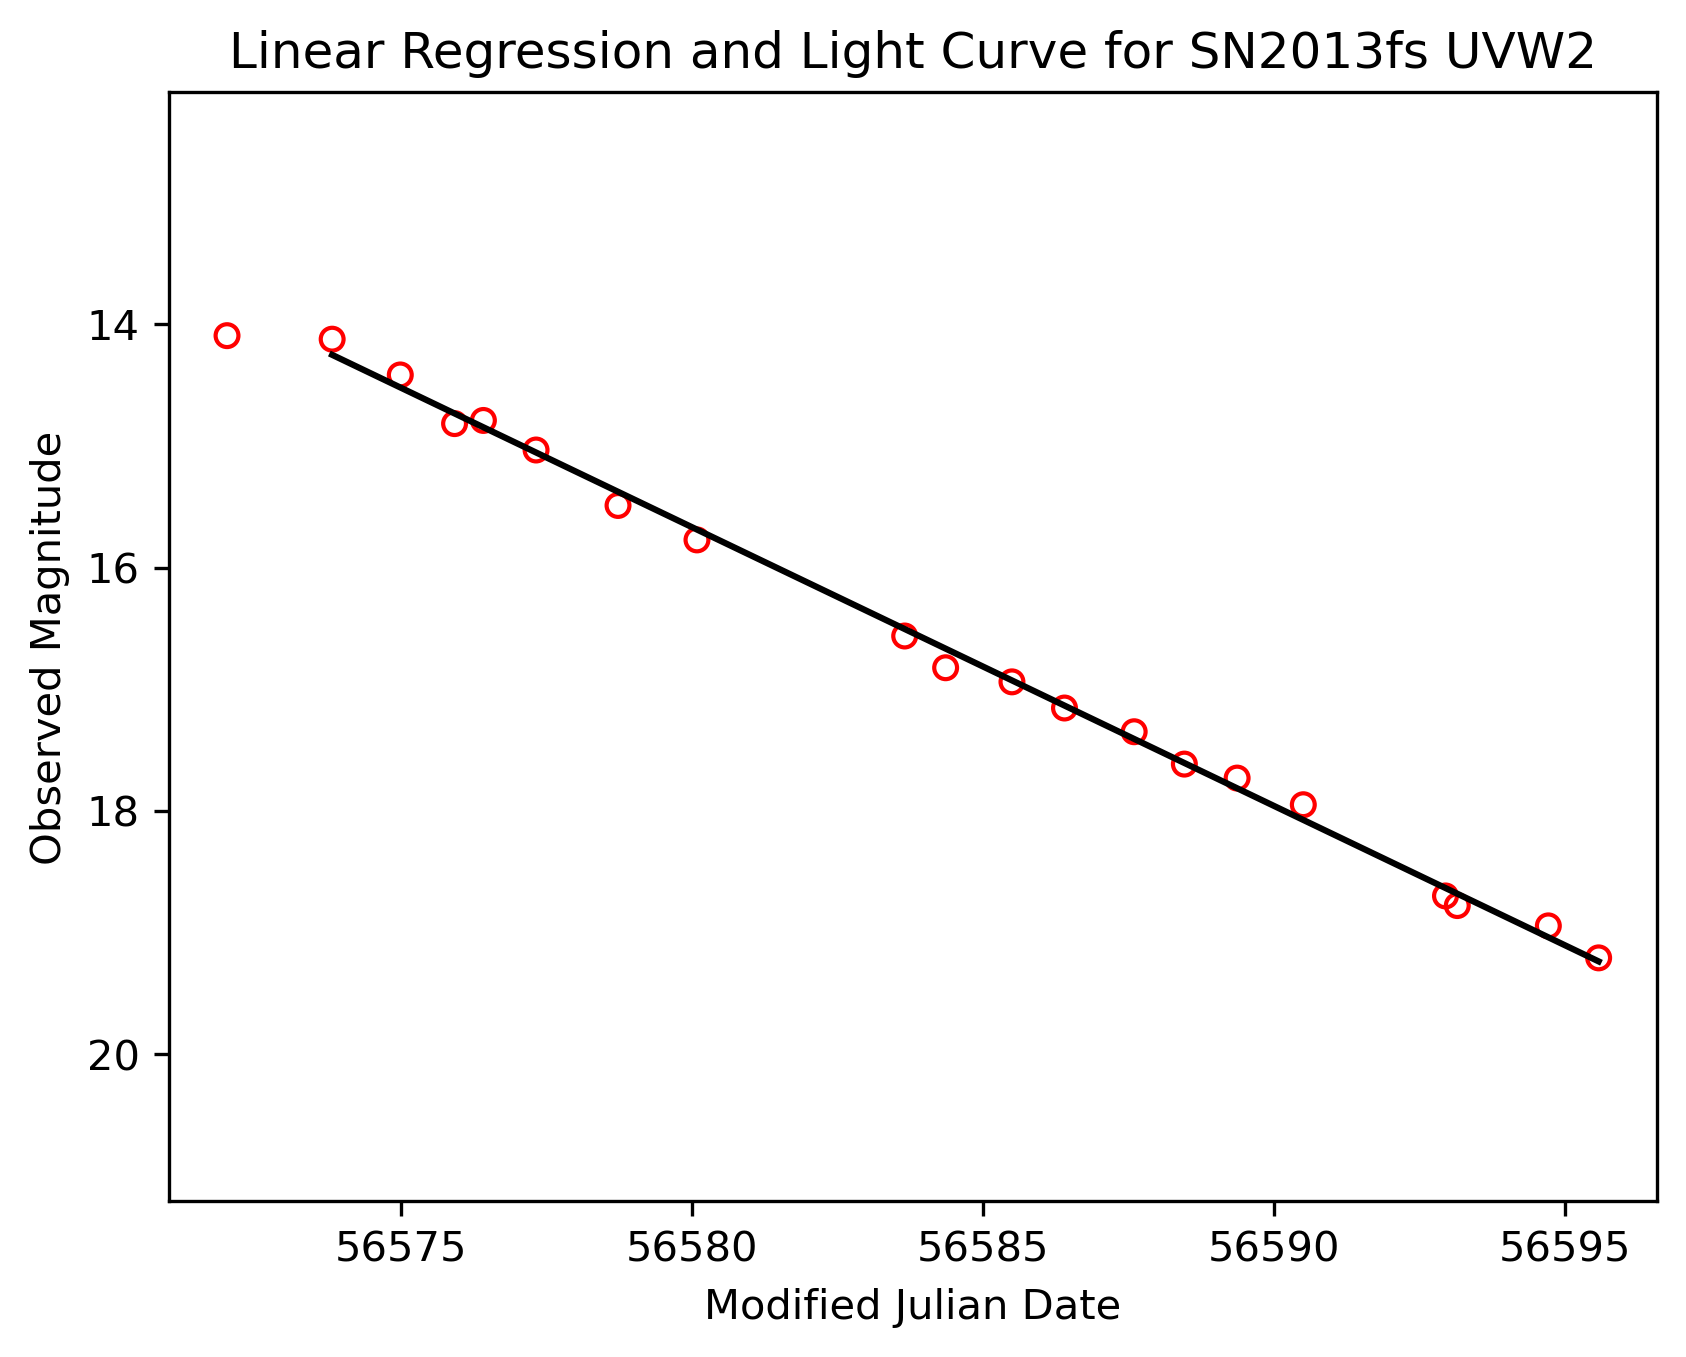 Linear Regression and Light Curve for SN2013fs UVW2
Observed Magnitude
14
16
18
20
56575 56580 56585 56590 56595
Modified Julian Date